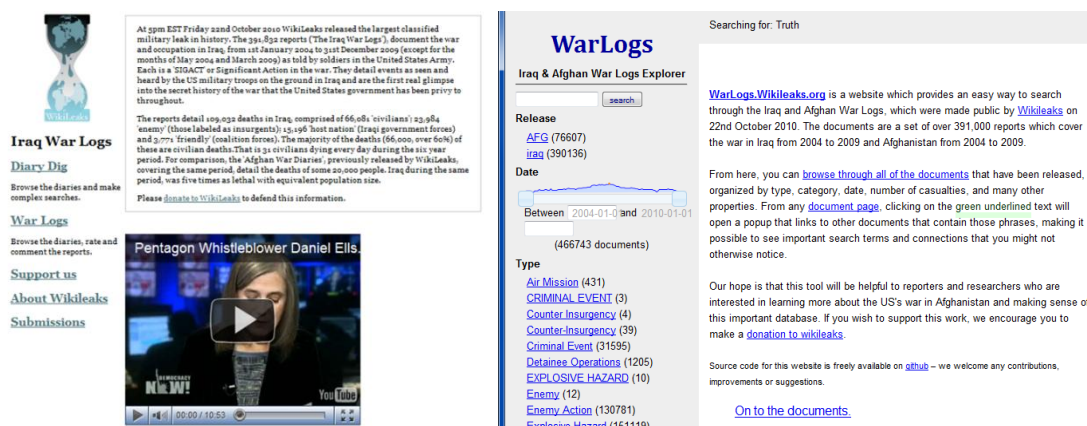 WikiLeaks
Iraq War Logs
Diary Dig
Browse the diaries and make
complex searches.
War Logs
Browse the diaries, rate and
comment the reports.
Support us
About Wikileaks
Submissions
At 5pm EST Friday 22nd October 2010 WikiLeaks released the largest classified
military leak in history. The 391,832 reports ('The Iraq War Logs'), document the war
and occupation in Iraq, from 1st January 2004 to 31st December 2009 (except for the
months of May 2004 and March 2009) as told by soldiers in the United States Army.
Each is a 'SIGACT' or Significant Action in the war. They detail events as seen and
heard by the US military troops on the ground in Iraq and are the first real glimpse
into the secret history of the war that the United States government has been privy to
throughout.
The reports detail 109,032 deaths in Iraq, comprised of 66,081 'civilians'; 23,984
'enemy' (those labeled as insurgents); 15,196 'host nation' (Iraqi government forces)
and 3,771 'friendly' (coalition forces). The majority of the deaths (66,000, over 60%) of
these are civilian deaths.That is 31 civilians dying every day during the six year
period. For comparison, the 'Afghan War Diaries', previously released by WikiLeaks,
covering the same period, detail the deaths of some 20,000 people. Iraq during the same
period, was five times as lethal with equivalent population size.
Please donate to WikiLeaks to defend this information.
Pentagon Whistleblower Daniel Ells.
DEMOCRACY
NOW!
YouTube
00:00 / 10:53
WarLogs
Iraq & Afghan War Logs Explorer
search
Release
AFG (76607)
iraq (390136)
Date
Between 2004-01-0 and 2010-01-01
(466743 documents)
Type
Air Mission (431)
CRIMINAL EVENT (3)
Counter Insurgency (4)
Counter-Insurgency (39)
Criminal Event (31595)
Detainee Operations (1205)
EXPLOSIVE HAZARD (10)
Enemy (12)
Enemy Action (130781)
Explosive Hazard (151119)
Searching for: Truth
WarLogs.Wikileaks.org is a website which provides an easy way to search
through the Iraq and Afghan War Logs, which were made public by Wikileaks on
22nd October 2010. The documents are a set of over 391,000 reports which cover
the war in Iraq from 2004 to 2009 and Afghanistan from 2004 to 2009.
From here, you can browse through all of the documents that have been released,
organized by type, category, date, number of casualties, and many other
properties. From any document page, clicking on the green underlined text will
open a popup that links to other documents that contain those phrases, making it
possible to see important search terms and connections that you might not
otherwise notice.
Our hope is that this tool will be helpful to reporters and researchers who are
interested in learning more about the US's war in Afghanistan and making sense of
this important database. If you wish to support this work, we encourage you to
make a donation to wikileaks.
Source code for this website is freely available on github – we welcome any contributions,
improvements or suggestions.
On to the documents.